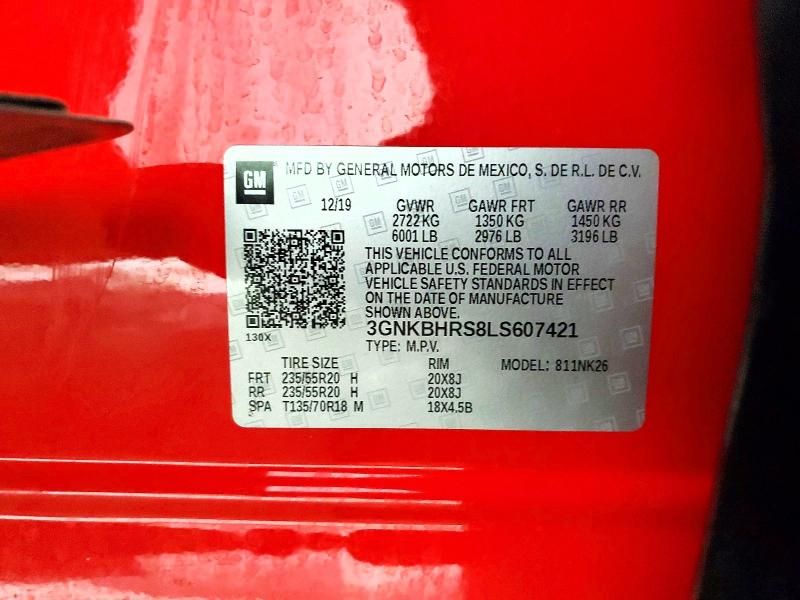 GM MFD BY GENERAL MOTORS DE MEXICO, S. DE R.L. DE C.V.
12/19 GVWR GAWR FRT GAWR RR
2722 KG 1350 KG 1450 KG
6001 LB 2976 LB 3196 LB
THIS VEHICLE CONFORMS TO ALL
APPLICABLE U.S. FEDERAL MOTOR
VEHICLE SAFETY STANDARDS IN EFFECT
ON THE DATE OF MANUFACTURE
SHOWN ABOVE.
3GNKBHRS8LS607421
130X
TYPE: M.P.V.
TIRE SIZE RIM MODEL: 811NK26
FRT 235/55R20 H 20X8J
RR 235/55R20 H 20X8J
SPA T135/70R18 M 18X4.5B